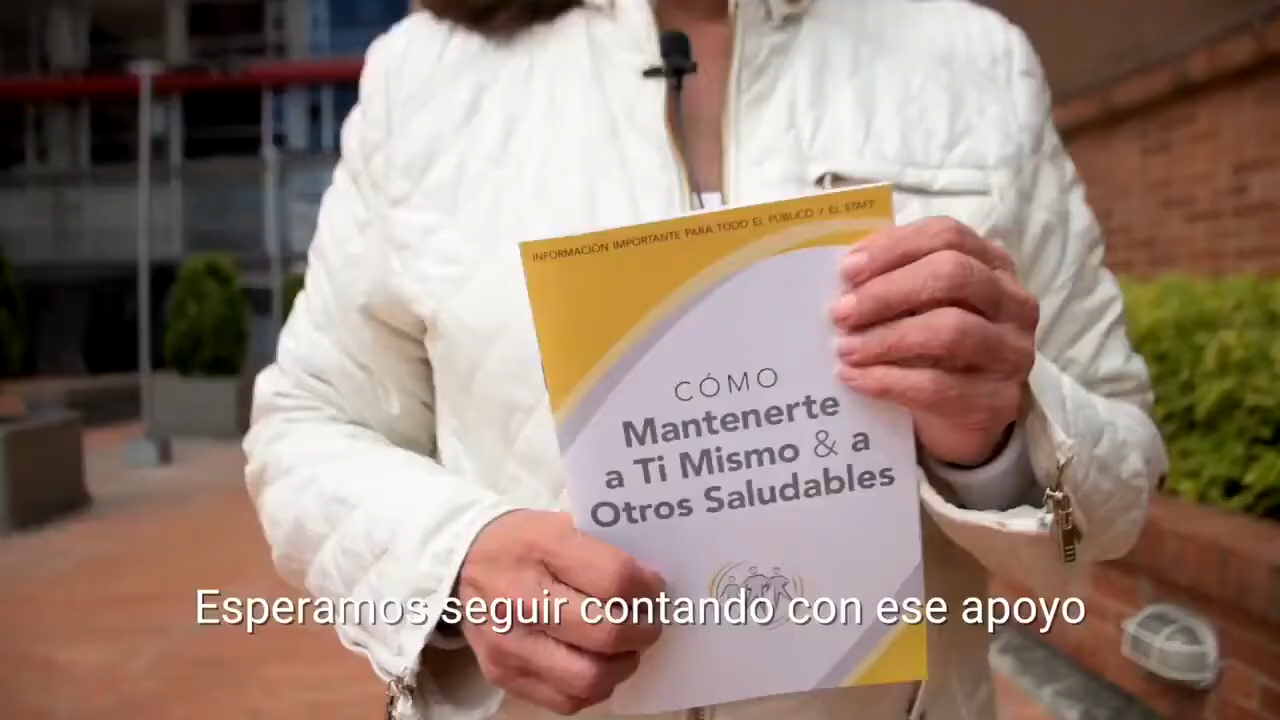 INFORMACIÓN IMPORTANTE PARA TODO EL PÚBLICO Y EL STAFF
CÓMO
Mantenerte
a Ti Mismo & a
Otros Saludables
Esperamos seguir contando con ese apoyo